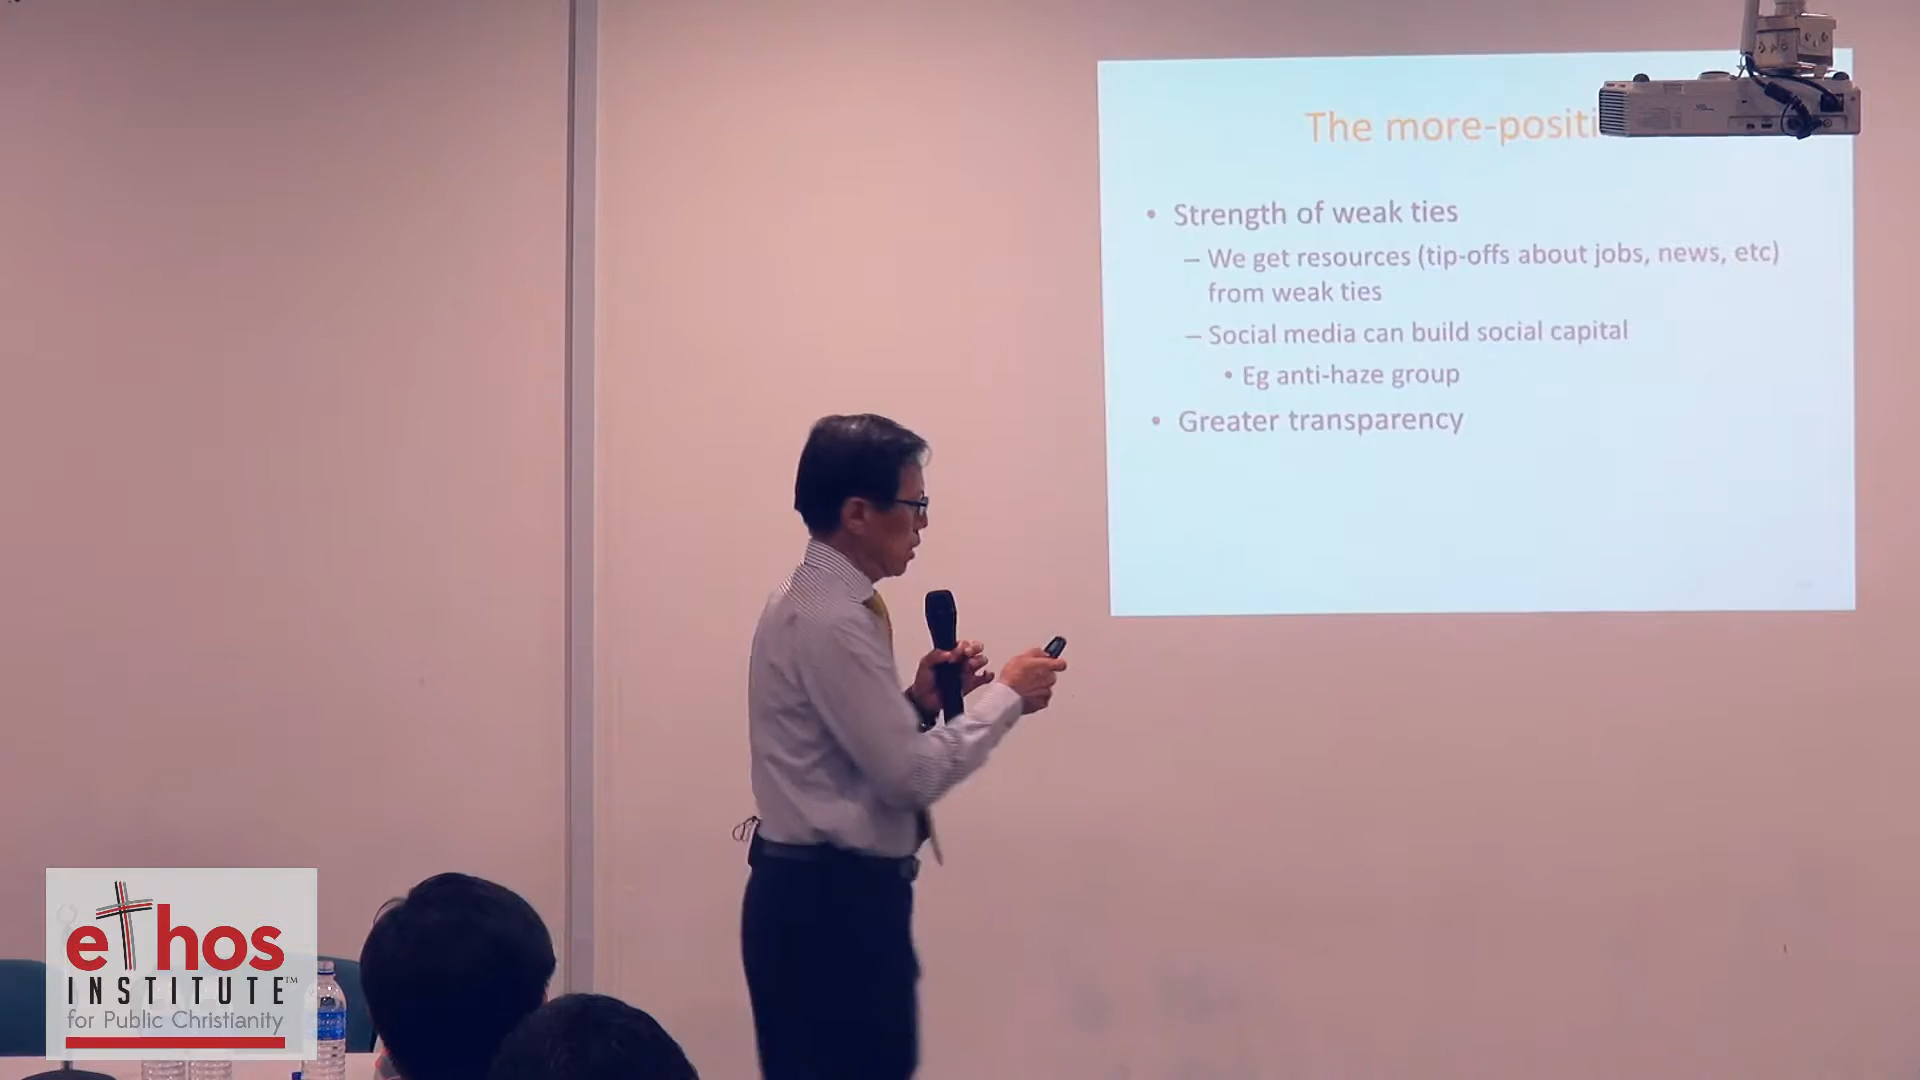 The more-positi
• Strength of weak ties
– We get resources (tip-offs about jobs, news, etc)
from weak ties
– Social media can build social capital
• Eg anti-haze group
• Greater transparency
ethos
INSTITUTE™
for Public Christianity